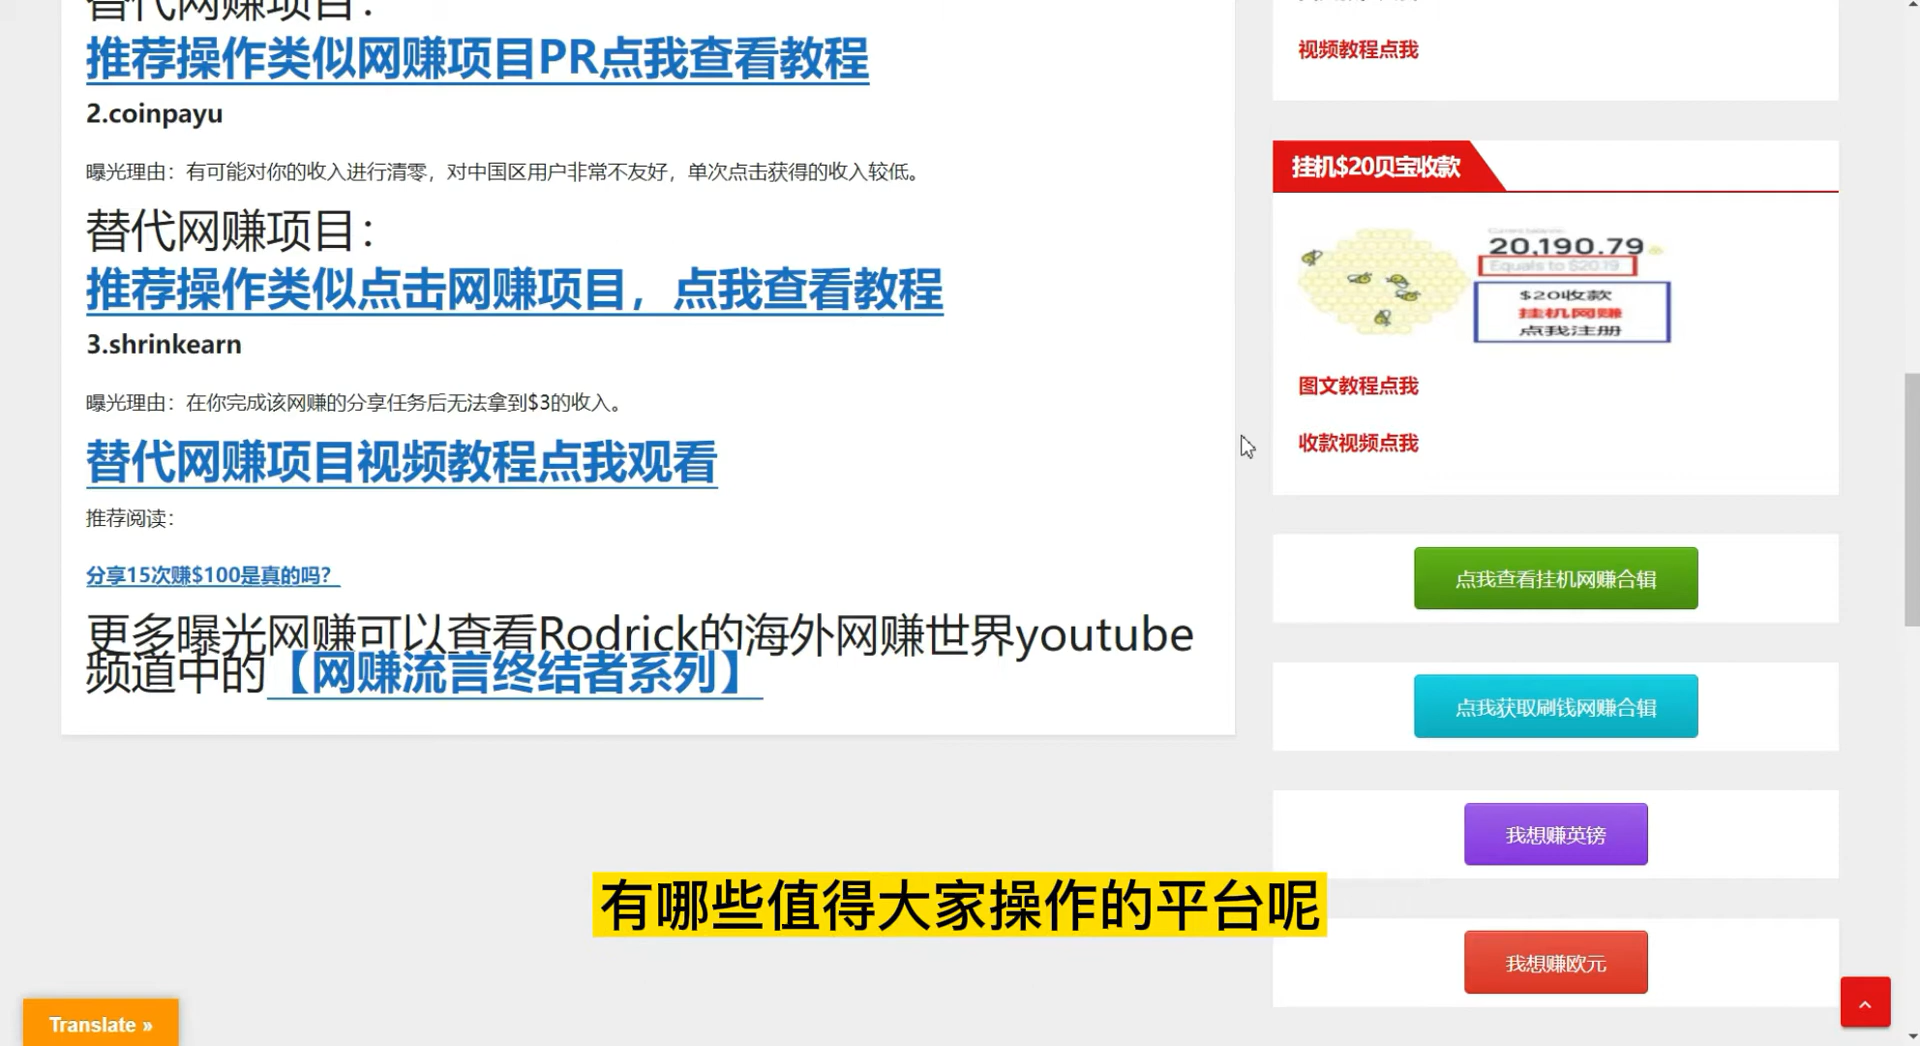 替代网赚项目：
推荐操作类似网赚项目PR点我查看教程
2.coinpayu
曝光理由：有可能对你的收入进行清零，对中国区用户非常不友好，单次点击获得的收入较低。
替代网赚项目：
推荐操作类似点击网赚项目，点我查看教程
3.shrinkearn
曝光理由：在你完成该网赚的分享任务后无法拿到$3的收入。
替代网赚项目视频教程点我观看
推荐阅读：
分享15次赚$100是真的吗？
更多曝光网赚可以查看Rodrick的海外网赚世界youtube
频道中的【网赚流言终结者系列】
视频教程点我
挂机$20贝宝收款
20,190.79
Equals to $20.19
$20收款
挂机网赚
点我注册
图文教程点我
收款视频点我
点我查看挂机网赚合辑
点我获取刷钱网赚合辑
我想赚英镑
我想赚欧元
有哪些值得大家操作的平台呢
Translate »